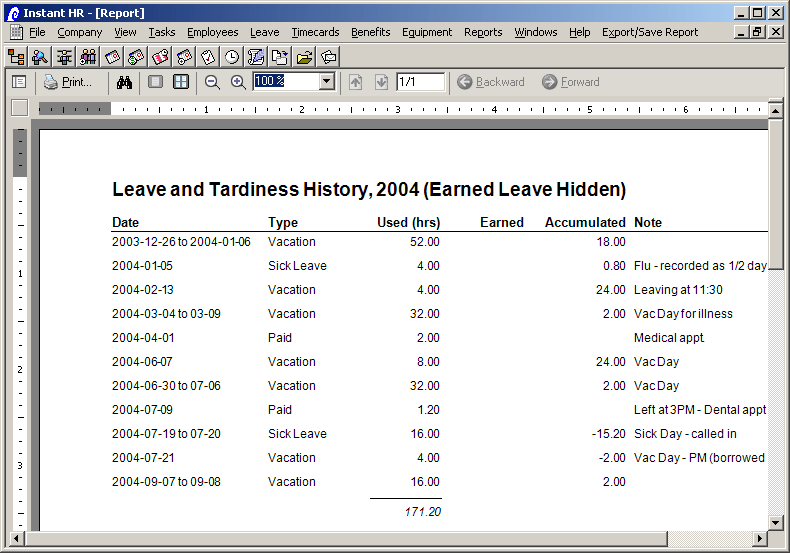 Instant HR - [Report]
File Company View Tasks Employees Leave Timecards Benefits Equipment Reports Windows Help Export/Save Report
Print... 100 % 1/1 Backward Forward
1 2 3 4 5 6
Leave and Tardiness History, 2004 (Earned Leave Hidden)
Date Type Used (hrs) Earned Accumulated Note
2003-12-26 to 2004-01-06 Vacation 52.00 18.00
2004-01-05 Sick Leave 4.00 0.80 Flu - recorded as 1/2 day
1
2004-02-13 Vacation 4.00 24.00 Leaving at 11:30
2004-03-04 to 03-09 Vacation 32.00 2.00 Vac Day for illness
2004-04-01 Paid 2.00 Medical appt.
2004-06-07 Vacation 8.00 24.00 Vac Day
2
2004-06-30 to 07-06 Vacation 32.00 2.00 Vac Day
2004-07-09 Paid 1.20 Left at 3PM - Dental appt
2004-07-19 to 07-20 Sick Leave 16.00 -15.20 Sick Day - called in
2004-07-21 Vacation 4.00 -2.00 Vac Day - PM (borrowed
3
2004-09-07 to 09-08 Vacation 16.00 2.00
171.20